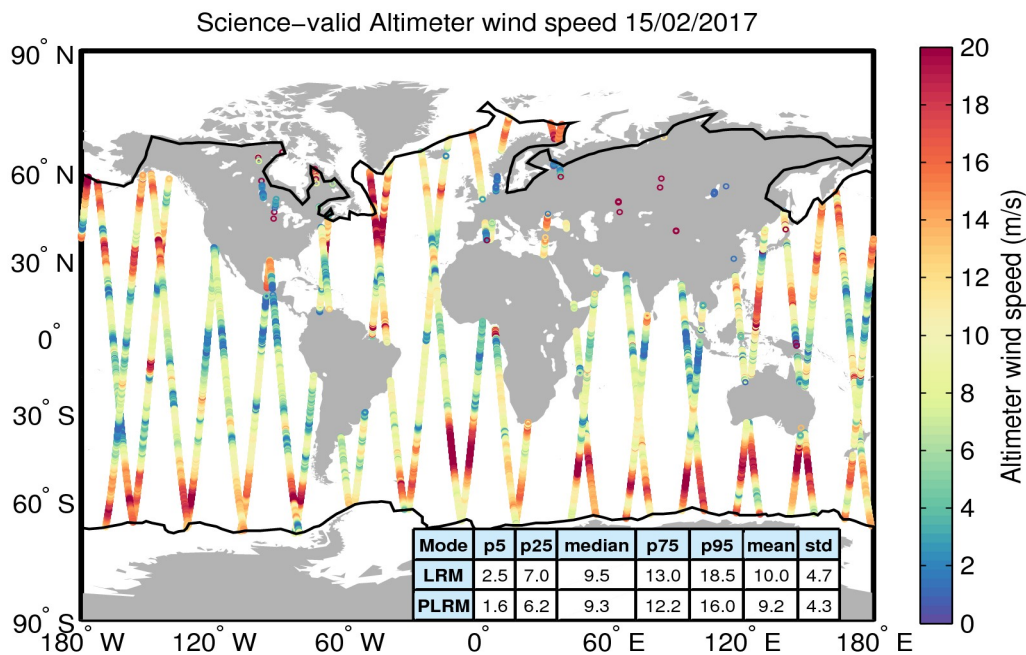 Science−valid Altimeter wind speed 15/02/2017
90° N
60° N
30° N
0°
30° S
60° S
90° S
180° W
120° W
60° W
0°
60° E
120° E
180° E
Mode p5 p25 median p75 p95 mean std
LRM 2.5 7.0 9.5 13.0 18.5 10.0 4.7
PLRM 1.6 6.2 9.3 12.2 16.0 9.2 4.3
20
18
16
14
12
10
8
6
4
2
0
Altimeter wind speed (m/s)